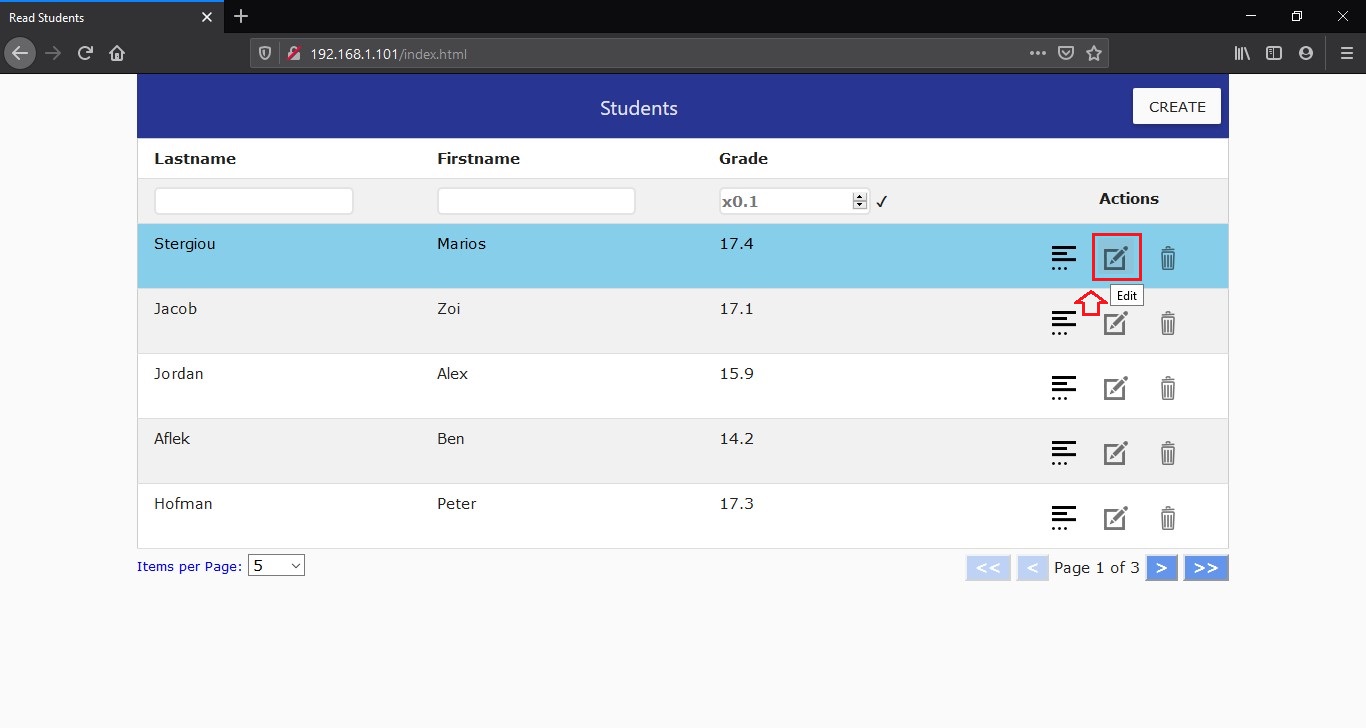 Read Students
192.168.1.101/index.html
Students CREATE
Lastname Firstname Grade
x0.1 ✓ Actions
Stergiou Marios 17.4
Edit
Jacob Zoi 17.1
Jordan Alex 15.9
Aflek Ben 14.2
Hofman Peter 17.3
Items per Page: 5 << < Page 1 of 3 > >>